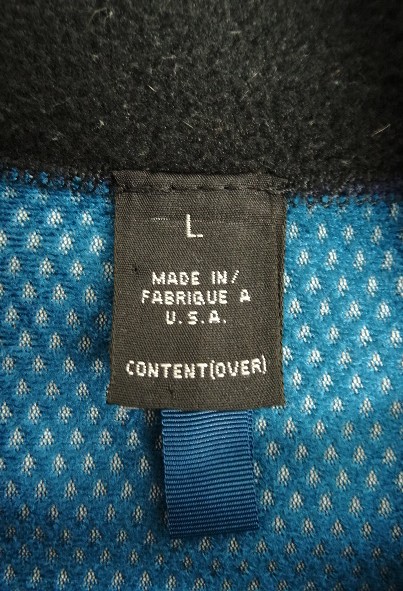 L
MADE IN/
FABRIQUE A
U.S.A.
CONTENT(OVER)